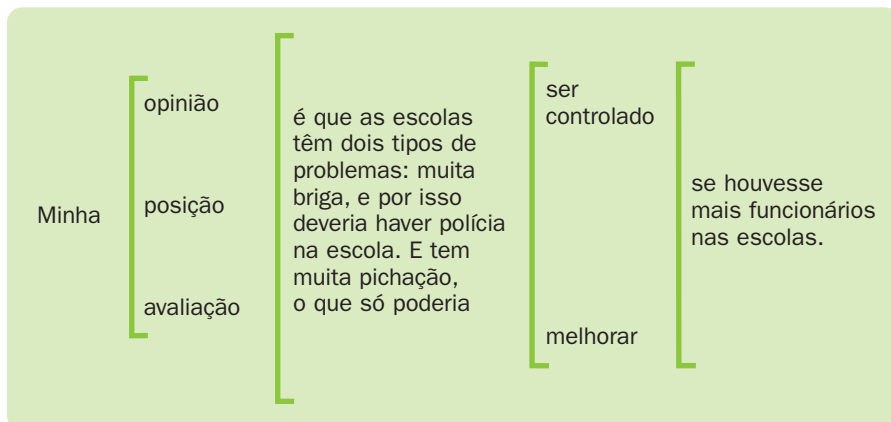 Minha
opinião
posição
avaliação
é que as escolas
têm dois tipos de
problemas: muita
briga, e por isso
deveria haver polícia
na escola. E tem
muita pichação,
o que só poderia
ser
controlado
melhorar
se houvesse
mais funcionários
nas escolas.